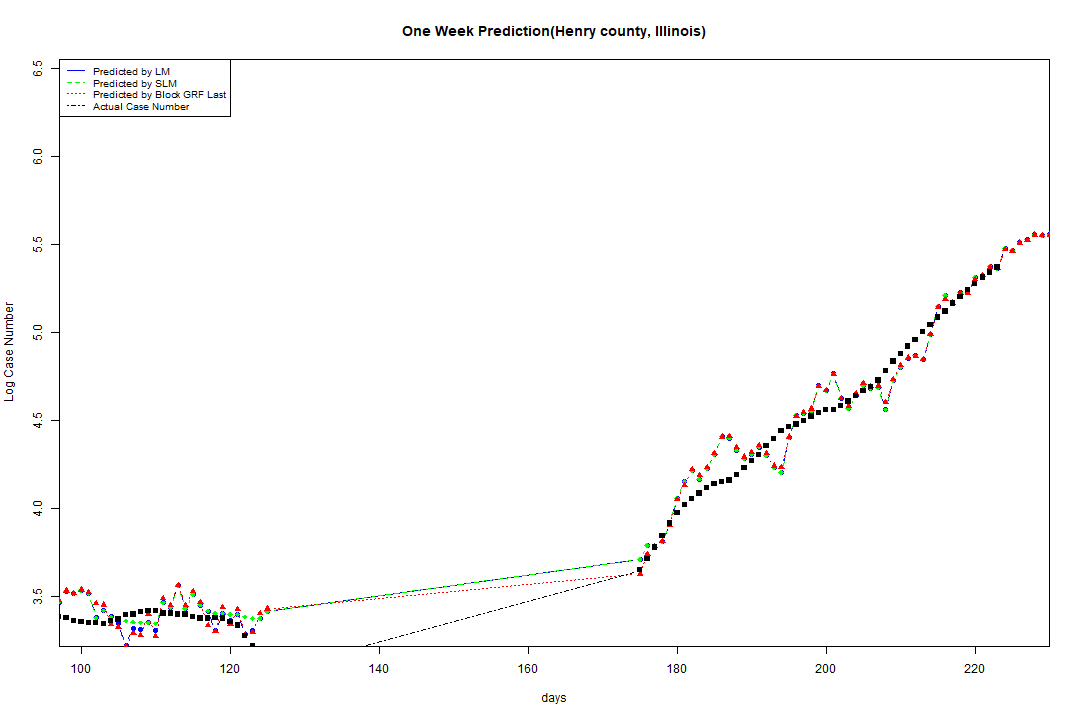 One Week Prediction(Henry county, Illinois)
Predicted by LM
Predicted by SLM
Predicted by Block GRF Last
Actual Case Number
6.5
6.0
5.5
5.0
4.5
4.0
3.5
Log Case Number
100 120 140 160 180 200 220
days